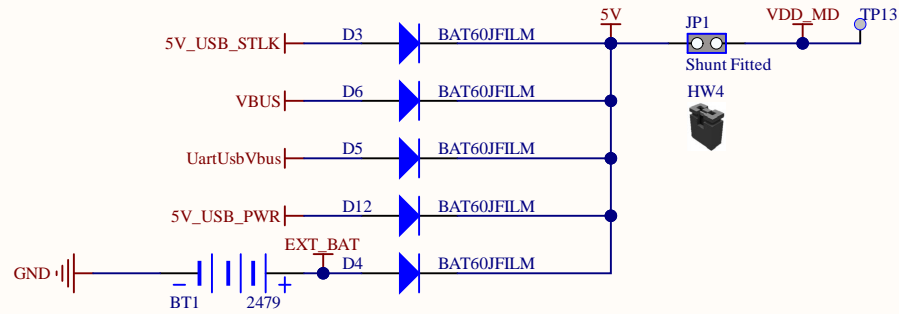 5V VDD_MD TP13
5V_USB_STLK D3 BAT60JFILM JP1
Shunt Fitted
VBUS D6 BAT60JFILM HW4
UartUsbVbus D5 BAT60JFILM
5V_USB_PWR D12 BAT60JFILM
EXT_BAT
GND D4 BAT60JFILM
− +
BT1 2479